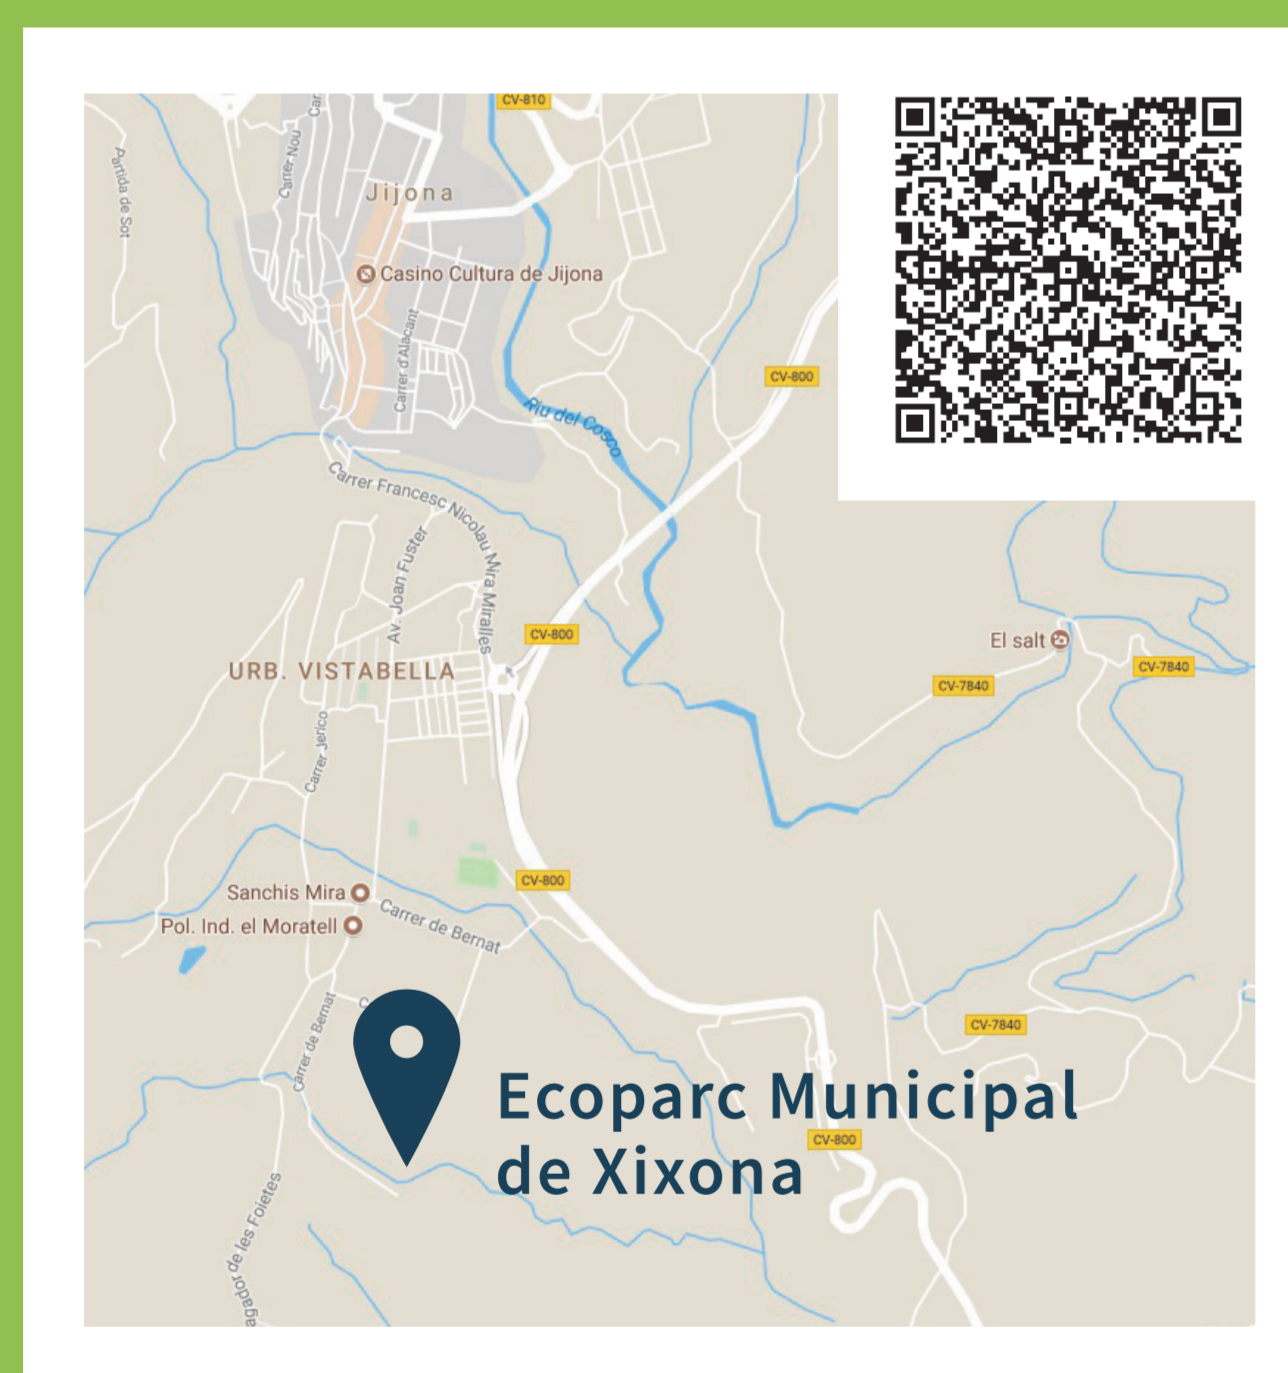 CV-810
Carrer Nou
Partida de Sot
Jijona
Casino Cultura de Jijona
Carrer d'Alacant
CV-800
Riu del Cosco
Carrer Francesc Nicolau Mira Miralles
Av. Joan Fuster
CV-800
El salt
CV-7840
CV-7840
URB. VISTABELLA
Carrer Jerico
CV-800
Sanchis Mira
Carrer de Bernat
Pol. Ind. el Moratell
Carrer de Bernat
CV-7840
Ecoparc Municipal
de Xixona
CV-800
de les Foietes